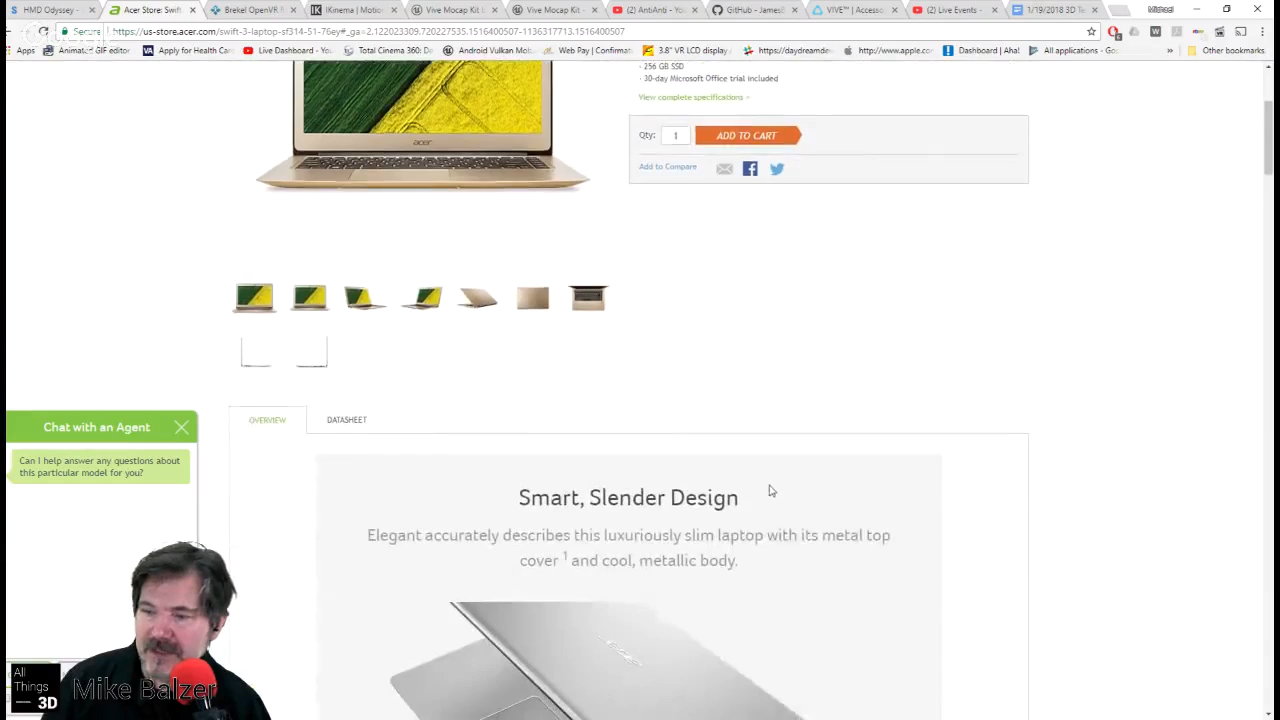 HMD Odyssey -
Acer Store: Swift
Brekel OpenVR
IKinema | Motion
Vive Mocap Kit
Vive Mocap Kit -
(2) AntiAnti - You
GitHub - James
VIVE™ | Access
(2) Live Events -
1/19/2018 3D T
Michael
Secure
https://us-store.acer.com/swift-3-laptop-sf314-51-76ey#_ga=2.122023336.720227535.1516400507-1136317713.1516400507
Apps
Animated GIF editor
Apply for Health Car
Live Dashboard - You
Total Cinema 360 De
Android Vulkan Mob
Web Pay | Confirmat
3.8" VR LCD Display
https://daydreamde
http://www.apple.co
Dashboard | Aha!
All applications - Go
»
Other bookmarks
- 256 GB SSD
- 30-day Microsoft Office trial included
View complete specifications »
Qty:
1
ADD TO CART
Add to Compare
acer
OVERVIEW
DATASHEET
Chat with an Agent
Can I help answer any questions about
this particular model for you?
Smart, Slender Design
Elegant accurately describes this luxuriously slim laptop with its metal top
cover 1 and cool, metallic body.
acer
All
Things
3D
Mike Balzer